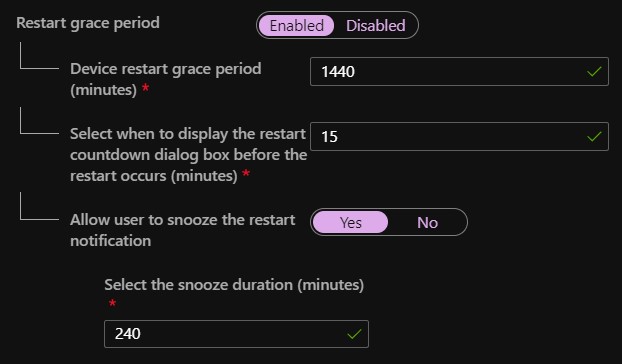 Restart grace period
Enabled Disabled
Device restart grace period
(minutes) *
1440
Select when to display the restart
countdown dialog box before the
restart occurs (minutes) *
15
Allow user to snooze the restart
notification
Yes No
Select the snooze duration (minutes)
*
240